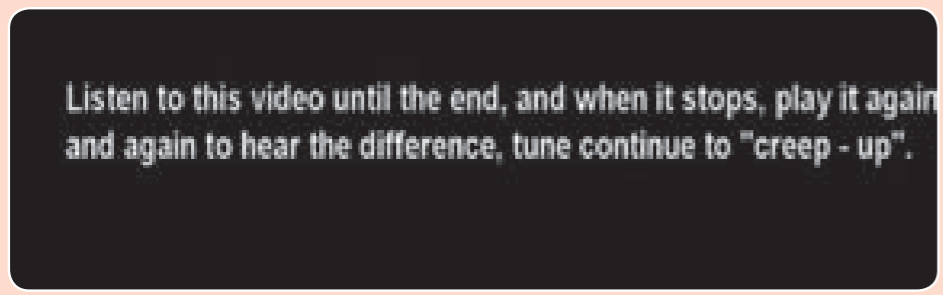 Listen to this video until the end, and when it stops, play it again
and again to hear the difference, tune continue to "creep - up".